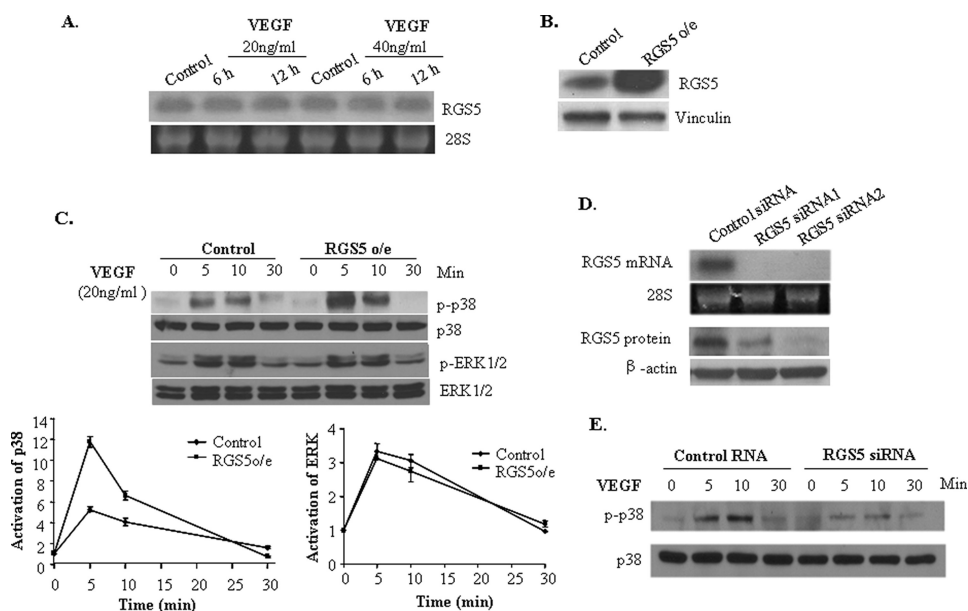 A.
VEGF
20ng/ml
VEGF
40ng/ml
Control
6 h
12 h
Control
6 h
12 h
RGS5
28S
B.
Control
RGS5 o/e
RGS5
Vinculin
C.
Control
RGS5 o/e
VEGF
(20ng/ml )
0 5 10 30 0 5 10 30 Min
p-p38
p38
p-ERK1/2
ERK1/2
Activation of p38
14
12
10
8
6
4
2
0
Control
RGS5o/e
0 5 10 15 20 25 30
Time (min)
Activation of ERK
4
3
2
1
0
Control
RGS5o/e
0 5 10 15 20 25 30
Time (min)
D.
Control siRNA
RGS5 siRNA1
RGS5 siRNA2
RGS5 mRNA
28S
RGS5 protein
β-actin
E.
Control RNA
RGS5 siRNA
VEGF
0 5 10 30 0 5 10 30 Min
p-p38
p38